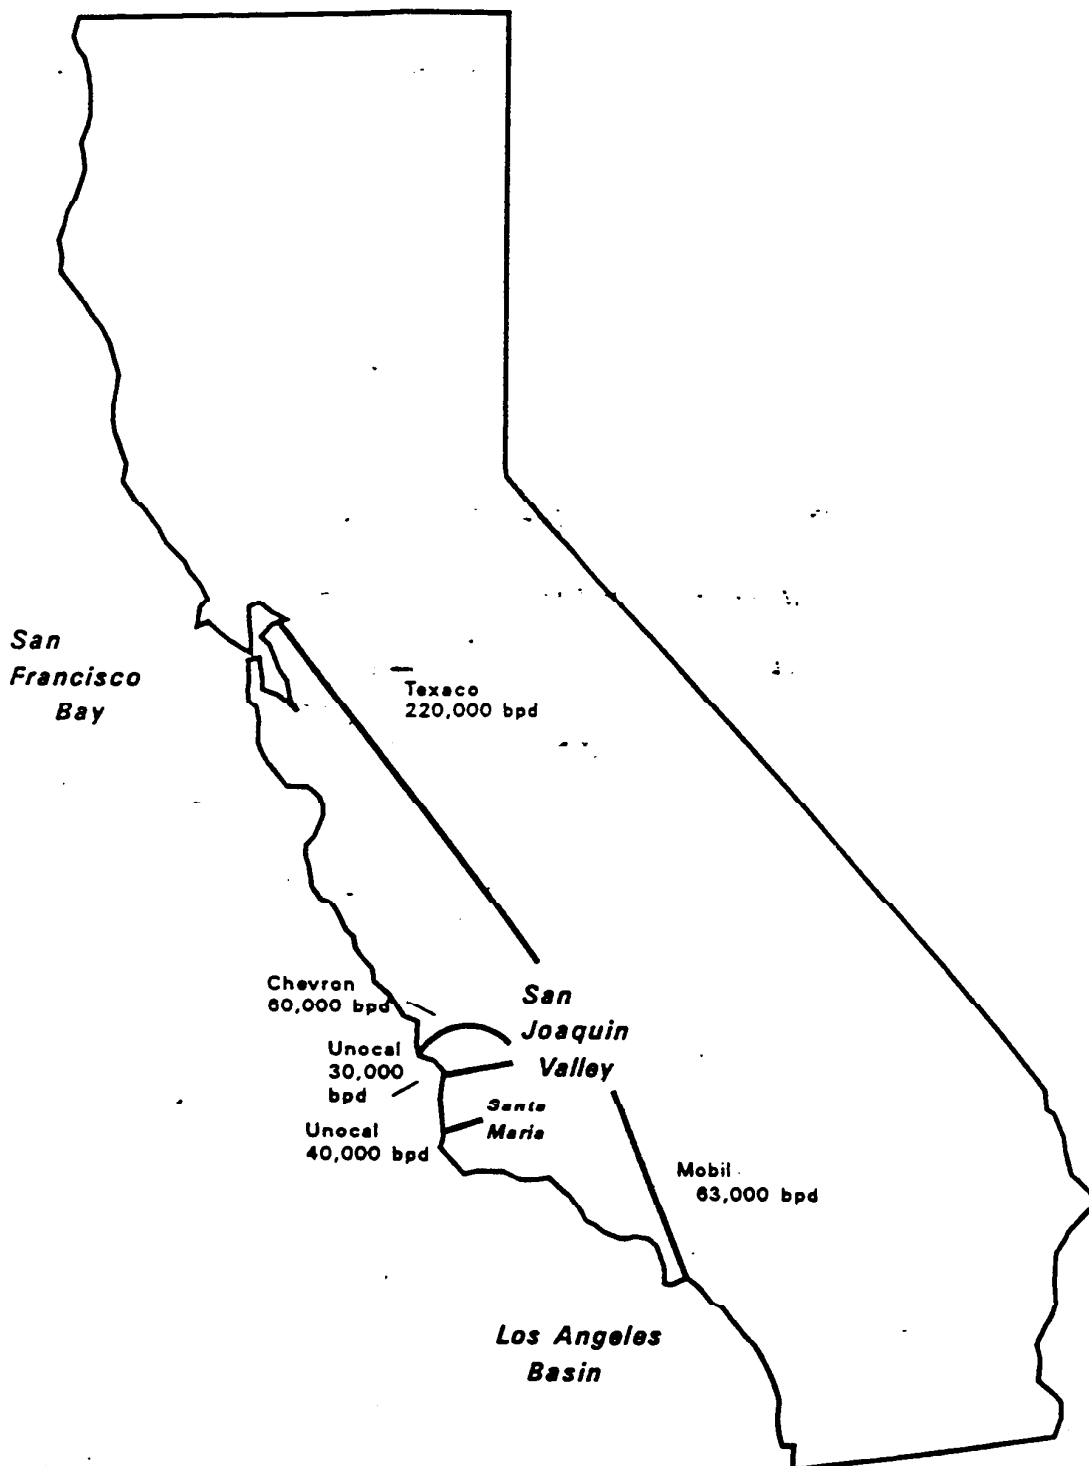 San
Francisco
Bay
Texaco
220,000 bpd
Chevron
60,000 bpd
San
Joaquin
Valley
Unocal
30,000
bpd
Santa
Maria
Unocal
40,000 bpd
Mobil
63,000 bpd
Los Angeles
Basin